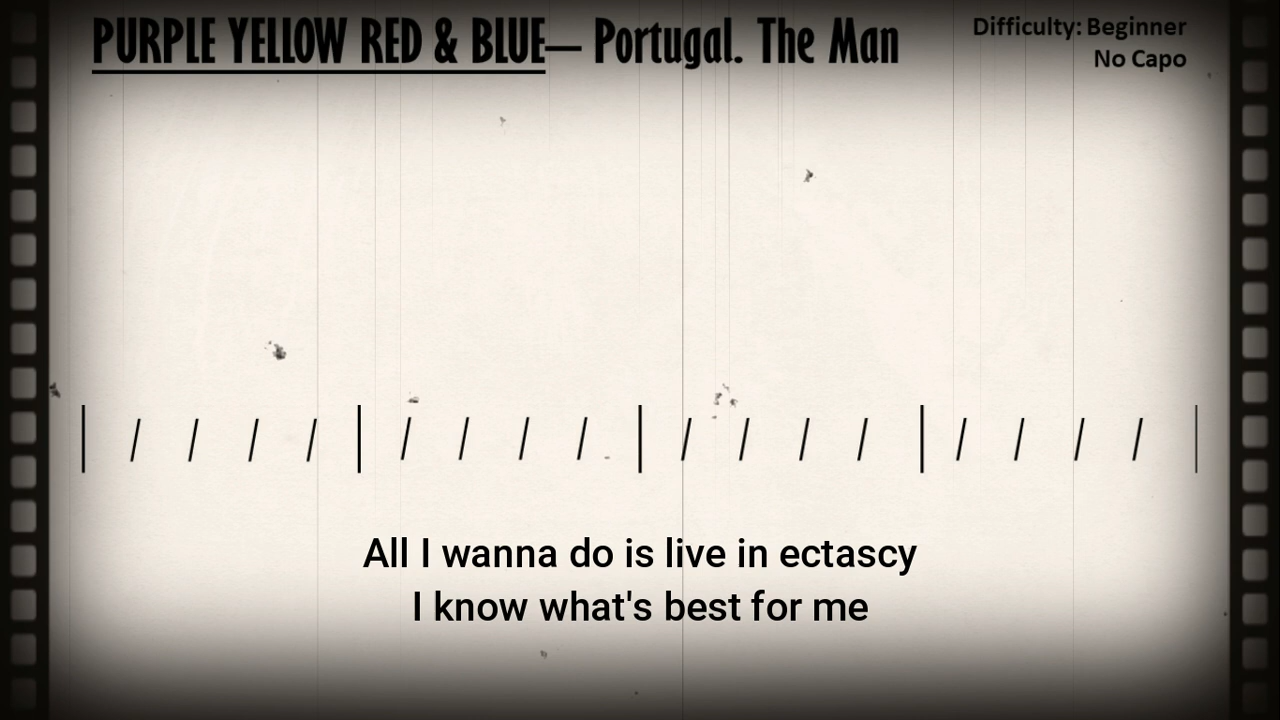 PURPLE YELLOW RED & BLUE— Portugal. The Man
Difficulty: Beginner
No Capo
| / / / / | / / / / | / / / / | / / / / |
All I wanna do is live in ectascy
I know what's best for me